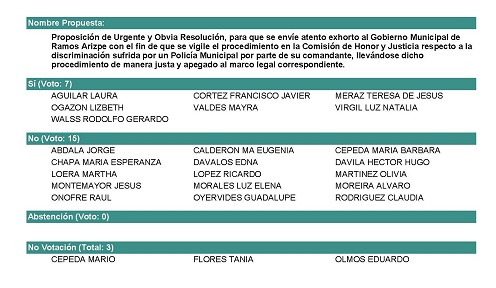 Nombre Propuesta:
Proposición de Urgente y Obvia Resolución, para que se envíe atento exhorto al Gobierno Municipal de
Ramos Arizpe con el fin de que se vigile el procedimiento en la Comisión de Honor y Justicia respecto a la
discriminación sufrida por un Policía Municipal por parte de su comandante, llevándose dicho
procedimiento de manera justa y apegado al marco legal correspondiente.
Sí (Voto: 7)
AGUILAR LAURA CORTEZ FRANCISCO JAVIER MERAZ TERESA DE JESUS
OGAZON LIZBETH VALDES MAYRA VIRGIL LUZ NATALIA
WALSS RODOLFO GERARDO
No (Voto: 15)
ABDALA JORGE CALDERON MA EUGENIA CEPEDA MARIA BARBARA
CHAPA MARIA ESPERANZA DAVALOS EDNA DAVILA HECTOR HUGO
LOERA MARTHA LOPEZ RICARDO MARTINEZ OLIVIA
MONTEMAYOR JESUS MORALES LUZ ELENA MOREIRA ALVARO
ONOFRE RAUL OYERVIDES GUADALUPE RODRIGUEZ CLAUDIA
Abstención (Voto: 0)
No Votación (Total: 3)
CEPEDA MARIO FLORES TANIA OLMOS EDUARDO